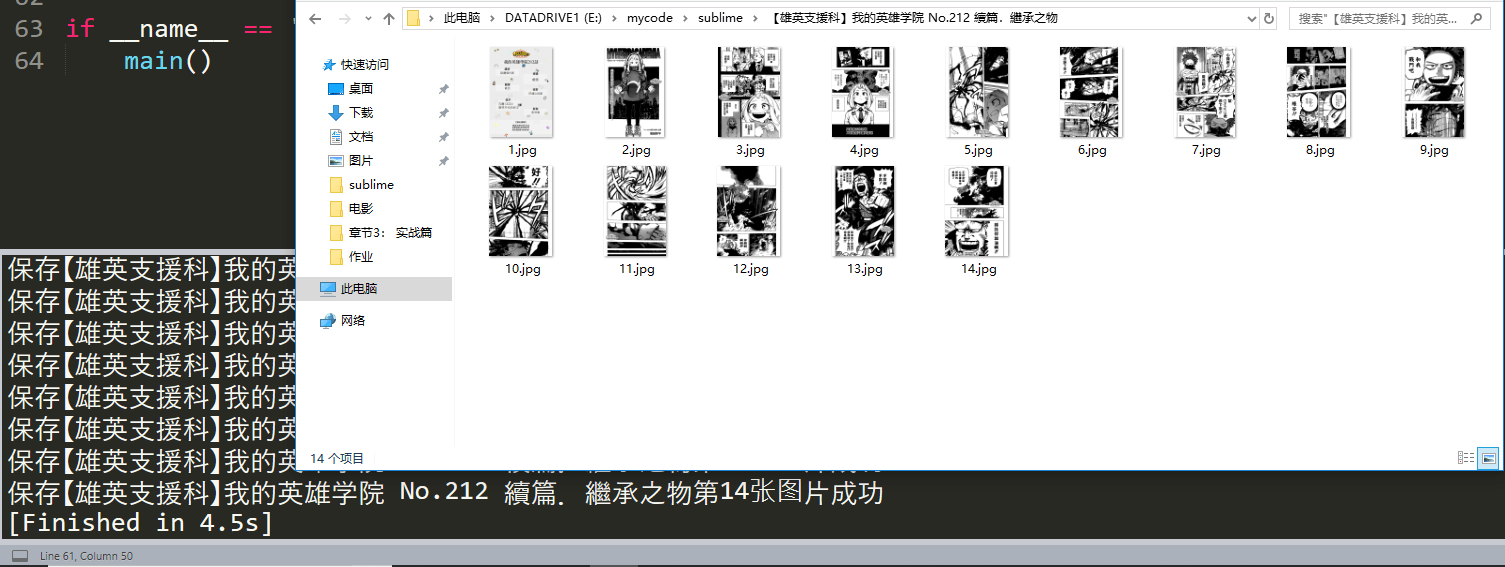 63 if __name__ == '
64 main()
此电脑 > DATADRIVE1 (E:) > mycode > sublime > 【雄英支援科】我的英雄学院 No.212 續篇．繼承之物
搜索"【雄英支援科】我的英...
快速访问
桌面
下载
文档
图片
sublime
电影
章节3： 实战篇
作业
此电脑
网络
1.jpg 2.jpg 3.jpg 4.jpg 5.jpg 6.jpg 7.jpg 8.jpg 9.jpg
10.jpg 11.jpg 12.jpg 13.jpg 14.jpg
14 个项目
保存【雄英支援科】我的英
保存【雄英支援科】我的英
保存【雄英支援科】我的英
保存【雄英支援科】我的英
保存【雄英支援科】我的英
保存【雄英支援科】我的英
保存【雄英支援科】我的英
保存【雄英支援科】我的英雄学院 No.212 續篇．繼承之物第14张图片成功
[Finished in 4.5s]
Line 61, Column 50